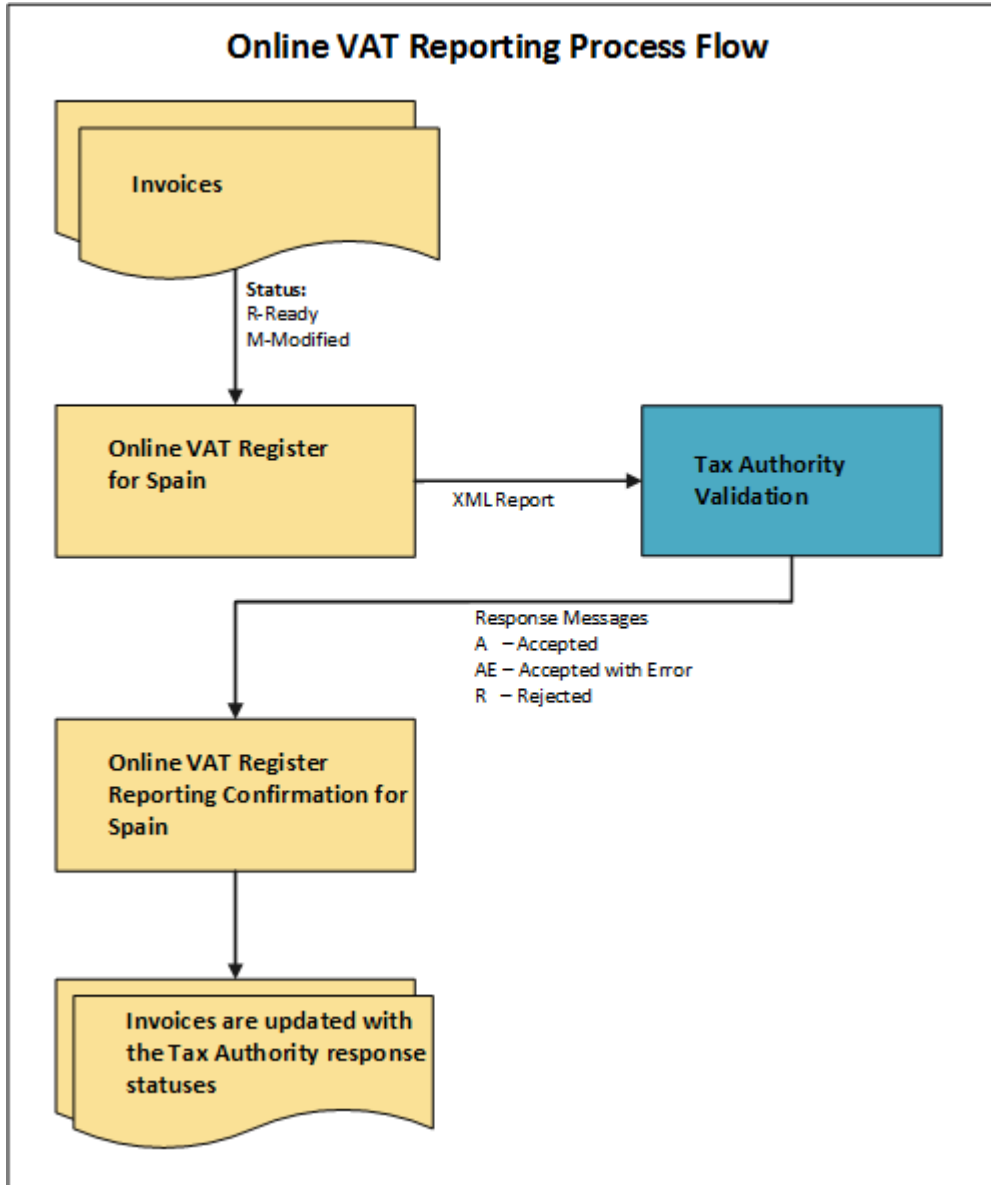 Online VAT Reporting Process Flow
Invoices
Status:
R-Ready
M-Modified
Online VAT Register
for Spain
XML Report
Tax Authority
Validation
Response Messages
A – Accepted
AE – Accepted with Error
R – Rejected
Online VAT Register
Reporting Confirmation for
Spain
Invoices are updated with
the Tax Authority response
statuses